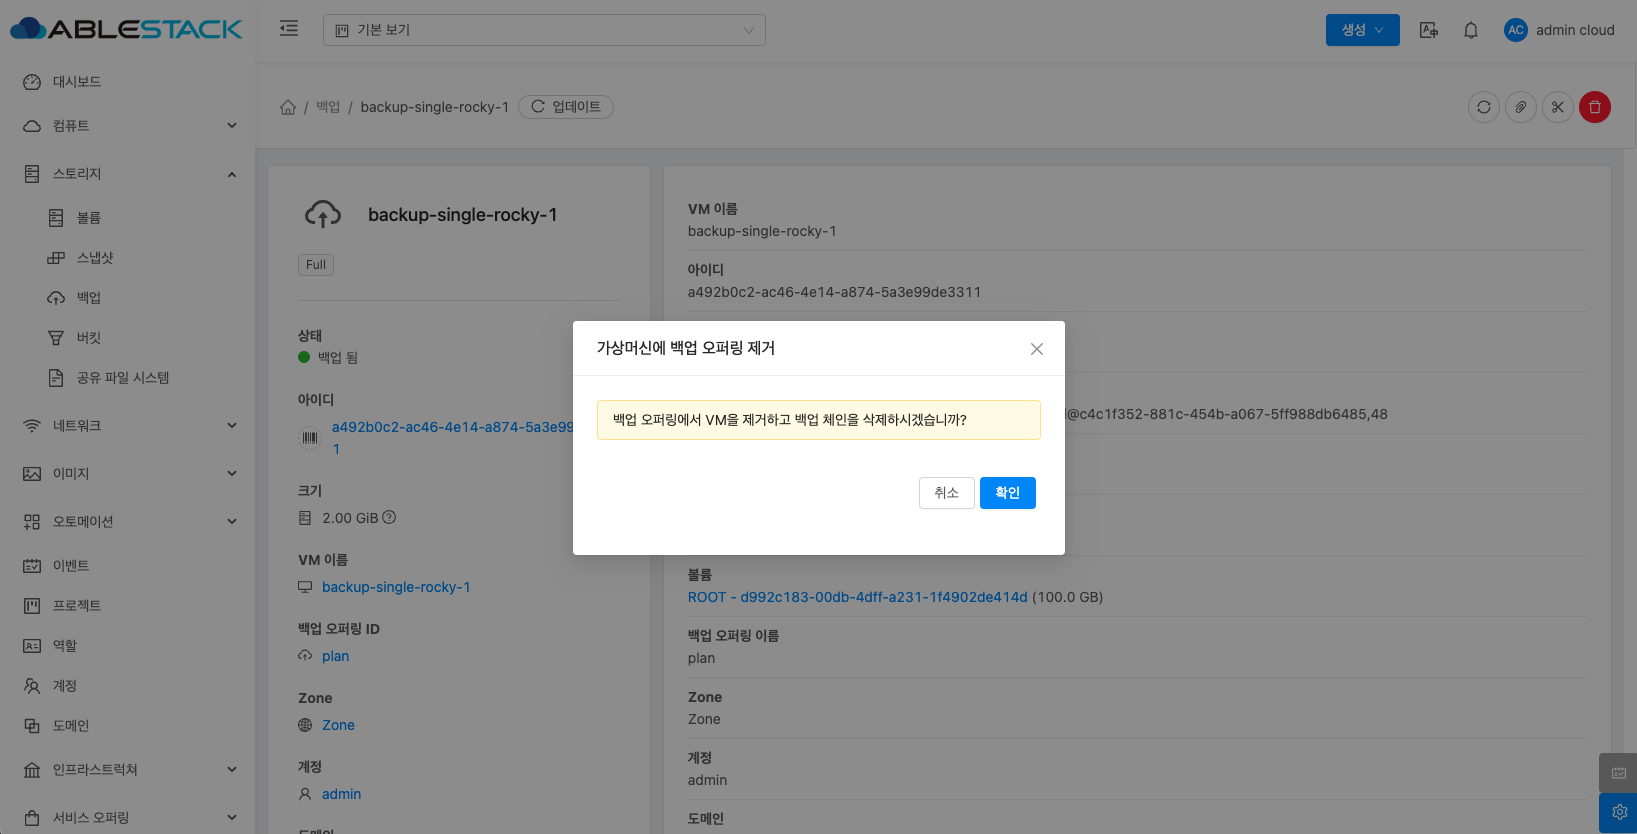 ABLESTACK
기본 보기
생성
A
AC
admin cloud
대시보드
컴퓨트
스토리지
볼륨
스냅샷
백업
버킷
공유 파일 시스템
네트워크
이미지
오토메이션
이벤트
프로젝트
역할
계정
도메인
인프라스트럭쳐
서비스 오퍼링
/ 백업 / backup-single-rocky-1
업데이트
backup-single-rocky-1
Full
상태
백업 됨
아이디
a492b0c2-ac46-4e14-a874-5a3e99
1
크기
2.00 GiB
VM 이름
backup-single-rocky-1
백업 오퍼링 ID
plan
Zone
Zone
계정
admin
도메인
VM 이름
backup-single-rocky-1
아이디
a492b0c2-ac46-4e14-a874-5a3e99de3311
@c4c1f352-881c-454b-a067-5ff988db6485,48
볼륨
ROOT - d992c183-00db-4dff-a231-1f4902de414d (100.0 GB)
백업 오퍼링 이름
plan
Zone
Zone
계정
admin
도메인
가상머신에 백업 오퍼링 제거
백업 오퍼링에서 VM을 제거하고 백업 체인을 삭제하시겠습니까?
취소
확인